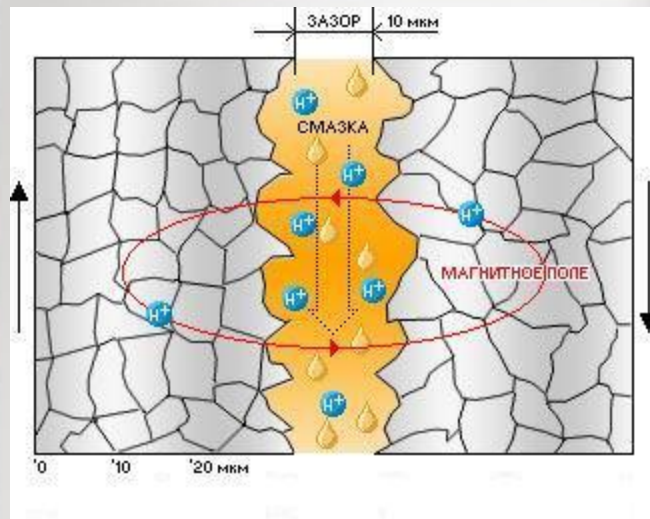 ЗАЗОР 10 мкм
H⁺
СМАЗКА
H⁺
H⁺
H⁺
МАГНИТНОЕ ПОЛЕ
H⁺
H⁺
H⁺
H⁺
'0 '10 '20 мкм